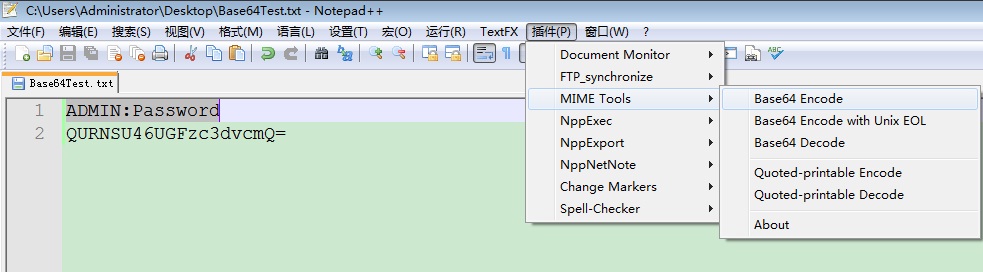 C:\Users\Administrator\Desktop\Base64Test.txt - Notepad++
文件(F) 编辑(E) 搜索(S) 视图(V) 格式(M) 语言(L) 设置(T) 宏(O) 运行(R) TextFX 插件(P) 窗口(W) ?
Base64Test.txt
1 ADMIN:Password
2 QURNSU46UGFzc3dvcmQ=
Document Monitor
FTP_synchronize
MIME Tools
NppExec
NppExport
NppNetNote
Change Markers
Spell-Checker
Base64 Encode
Base64 Encode with Unix EOL
Base64 Decode
Quoted-printable Encode
Quoted-printable Decode
About